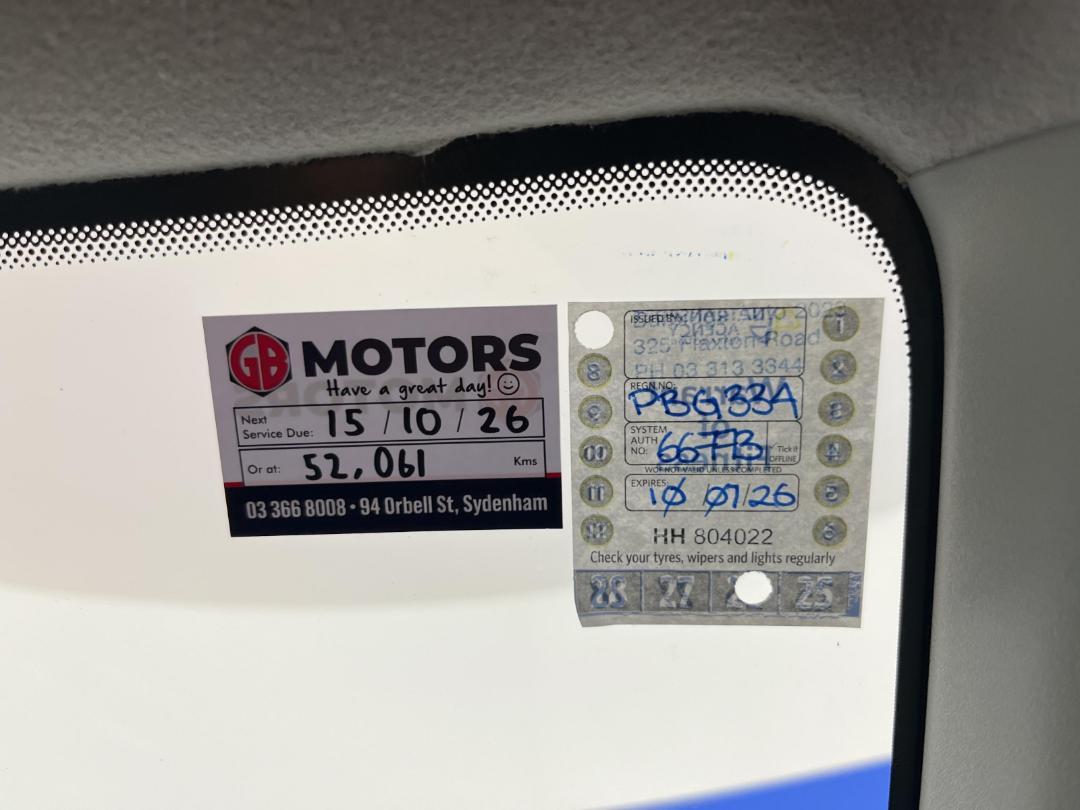 GB MOTORS
Have a great day!
Next Service Due: 15 / 10 / 26
Or at: 52,061 Kms
03 366 8008 • 94 Orbell St, Sydenham
ISSUED BY:
325 Flaxton Road
PH 03 313 3344
REGN. NO: PBG334
SYSTEM AUTH NO: 667B
Tick if OFFLINE
WOF NOT VALID UNLESS COMPLETED
EXPIRES: 10 / 07 / 26
HH 804022
Check your tyres, wipers and lights regularly
1
8 2
9 3
10 4
11 5
12 6
28 27 25